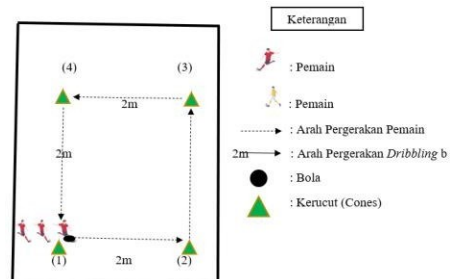 Keterangan
(4)
(3)
2m
2m
(1)
2m
(2)
: Pemain
: Pemain
: Arah Pergerakan Pemain
2m
: Arah Pergerakan Dribbling b
: Bola
: Kerucut (Cones)